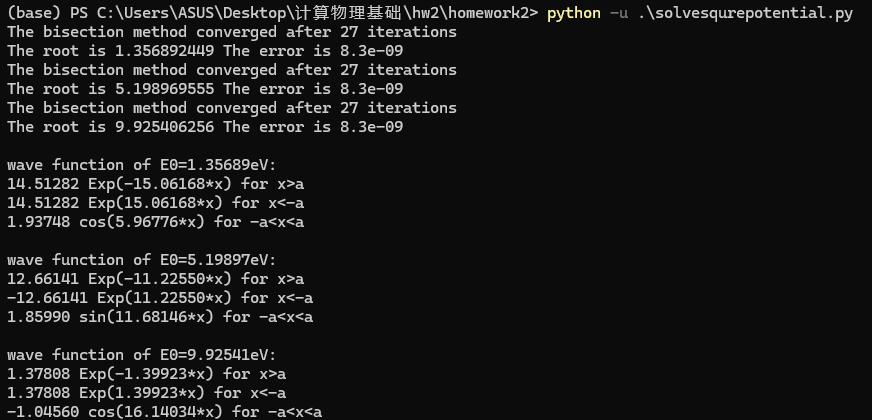 (base) PS C:\Users\ASUS\Desktop\计算物理基础\hw2\homework2> python -u .\solvesqurepotential.py
The bisection method converged after 27 iterations
The root is 1.356892449 The error is 8.3e-09
The bisection method converged after 27 iterations
The root is 5.198969555 The error is 8.3e-09
The bisection method converged after 27 iterations
The root is 9.925406256 The error is 8.3e-09
wave function of E0=1.35689eV:
14.51282 Exp(-15.06168*x) for x>a
14.51282 Exp(15.06168*x) for x<-a
1.93748 cos(5.96776*x) for -a<x<a
wave function of E0=5.19897eV:
12.66141 Exp(-11.22550*x) for x>a
-12.66141 Exp(11.22550*x) for x<-a
1.85990 sin(11.68146*x) for -a<x<a
wave function of E0=9.92541eV:
1.37808 Exp(-1.39923*x) for x>a
1.37808 Exp(1.39923*x) for x<-a
-1.04560 cos(16.14034*x) for -a<x<a